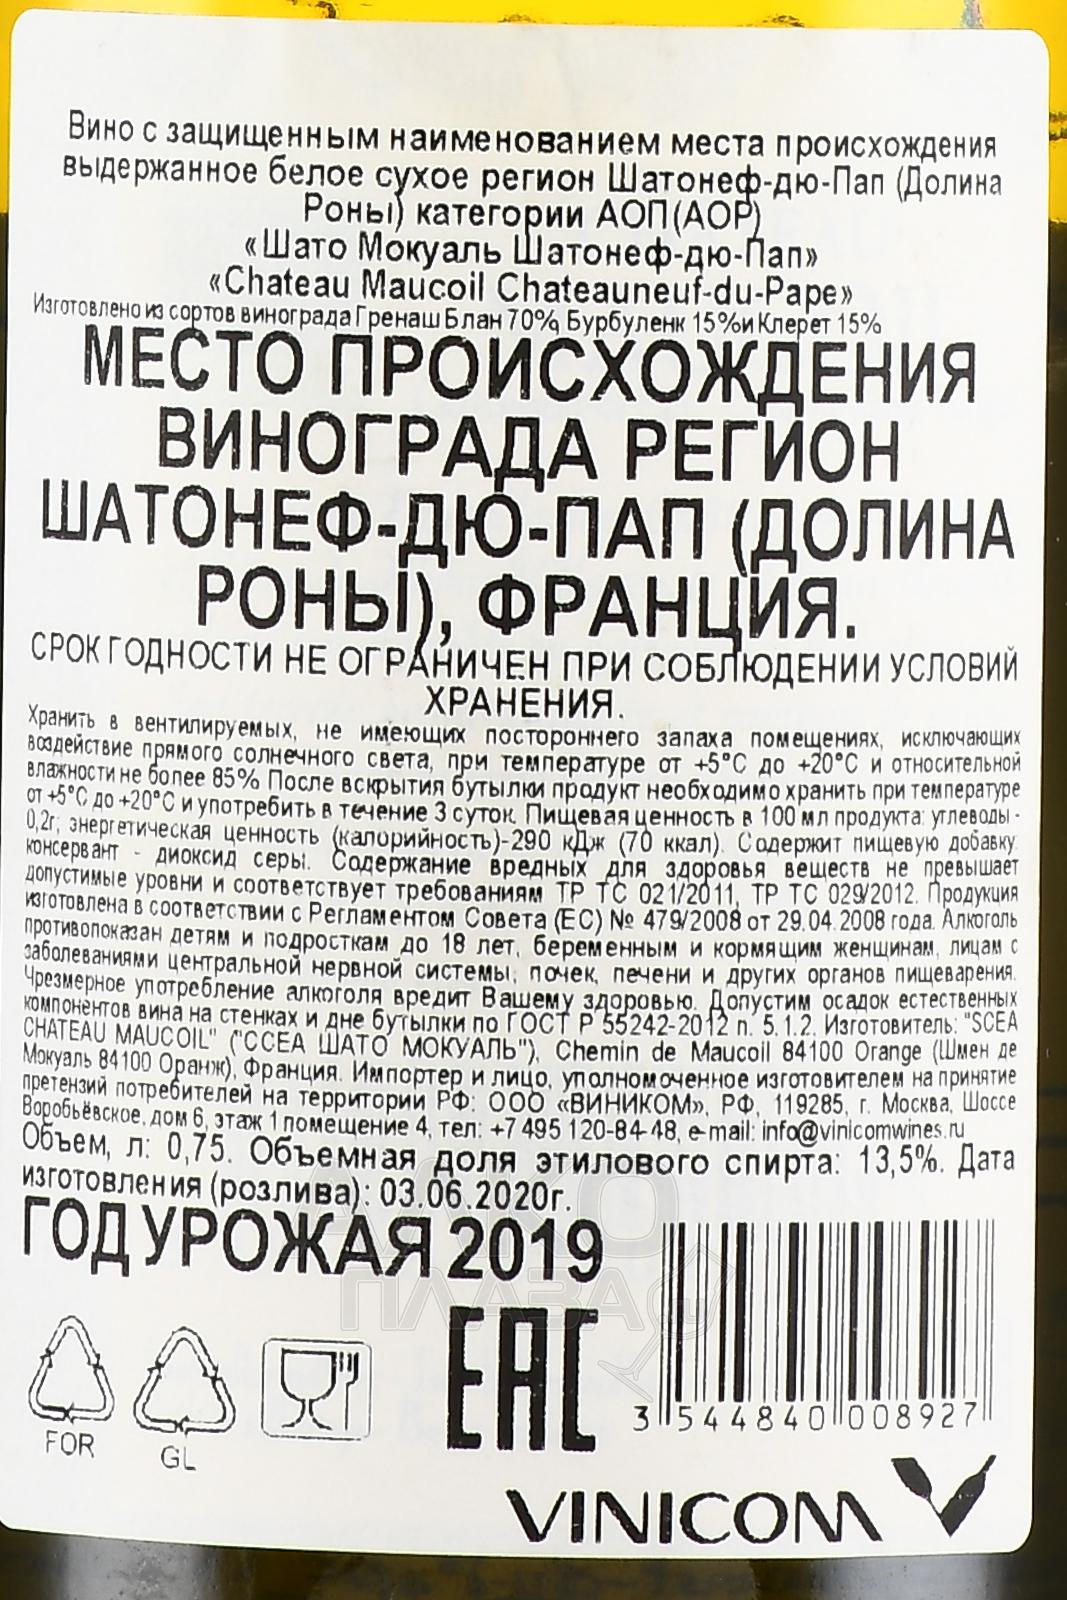 Вино с защищенным наименованием места происхождения
выдержанное белое сухое регион Шатонеф-дю-Пап (Долина
Роны) категории АОП(АОР)
«Шато Мокуаль Шатонеф-дю-Пап»
«Chateau Maucoil Chateauneuf-du-Pape»
Изготовлено из сортов винограда Гренаш Блан 70%, Бурбуленк 15%и Клерет 15%
МЕСТО ПРОИСХОЖДЕНИЯ
ВИНОГРАДА РЕГИОН
ШАТОНЕФ-ДЮ-ПАП (ДОЛИНА
РОНЫ), ФРАНЦИЯ.
СРОК ГОДНОСТИ НЕ ОГРАНИЧЕН ПРИ СОБЛЮДЕНИИ УСЛОВИЙ
ХРАНЕНИЯ.
Хранить в вентилируемых, не имеющих постороннего запаха помещениях, исключающих
воздействие прямого солнечного света, при температуре от +5°С до +20°С и относительной
влажности не более 85% После вскрытия бутылки продукт необходимо хранить при температуре
от +5°С до +20°С и употребить в течение 3 суток. Пищевая ценность в 100 мл продукта: углеводы -
0,2г; энергетическая ценность (калорийность)-290 кДж (70 ккал). Содержит пищевую добавку:
консервант - диоксид серы. Содержание вредных для здоровья веществ не превышает
допустимые уровни и соответствует требованиям ТР ТС 021/2011, ТР ТС 029/2012. Продукция
изготовлена в соответствии с Регламентом Совета (ЕС) № 479/2008 от 29.04.2008 года. Алкоголь
противопоказан детям и подросткам до 18 лет, беременным и кормящим женщинам, лицам с
заболеваниями центральной нервной системы, почек, печени и других органов пищеварения.
Чрезмерное употребление алкоголя вредит Вашему здоровью. Допустим осадок естественных
компонентов вина на стенках и дне бутылки по ГОСТ Р 55242-2012 п. 5.1.2. Изготовитель: "SCEA
CHATEAU MAUCOIL" ("ССЕА ШАТО МОКУАЛЬ"), Chemin de Maucoil 84100 Orange (Шмен де
Мокуаль 84100 Оранж), Франция. Импортер и лицо, уполномоченное изготовителем на принятие
претензий потребителей на территории РФ: ООО «ВИНИКОМ», РФ, 119285, г. Москва, Шоссе
Воробьёвское, дом 6, этаж 1 помещение 4, тел: +7 495 120-84-48, e-mail: info@vinicomwines.ru
Объем, л: 0,75. Объемная доля этилового спирта: 13,5%. Дата
изготовления (розлива): 03.06.2020г.
ГОД УРОЖАЯ 2019
АЛКО
ПЛАЗА
ru
ЕАС
3 544840 008927
FOR
GL
VINICOM